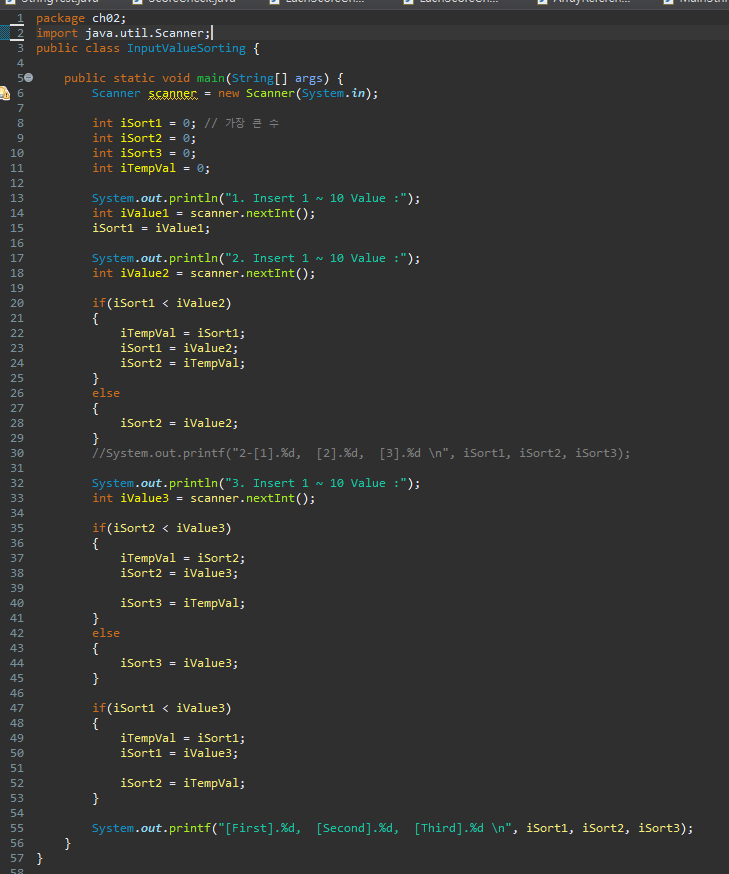 package ch02;
import java.util.Scanner;
public class InputValueSorting {
public static void main(String[] args) {
Scanner scanner = new Scanner(System.in);
int iSort1 = 0; // 가장 큰 수
int iSort2 = 0;
int iSort3 = 0;
int iTempVal = 0;
System.out.println("1. Insert 1 ~ 10 Value :");
int iValue1 = scanner.nextInt();
iSort1 = iValue1;
System.out.println("2. Insert 1 ~ 10 Value :");
int iValue2 = scanner.nextInt();
if(iSort1 < iValue2)
{
iTempVal = iSort1;
iSort1 = iValue2;
iSort2 = iTempVal;
}
else
{
iSort2 = iValue2;
}
//System.out.printf("2-[1].%d,  [2].%d,  [3].%d \n", iSort1, iSort2, iSort3);
System.out.println("3. Insert 1 ~ 10 Value :");
int iValue3 = scanner.nextInt();
if(iSort2 < iValue3)
{
iTempVal = iSort2;
iSort2 = iValue3;
iSort3 = iTempVal;
}
else
{
iSort3 = iValue3;
}
if(iSort1 < iValue3)
{
iTempVal = iSort1;
iSort1 = iValue3;
iSort2 = iTempVal;
}
System.out.printf("[First].%d,  [Second].%d,  [Third].%d \n", iSort1, iSort2, iSort3);
}
}